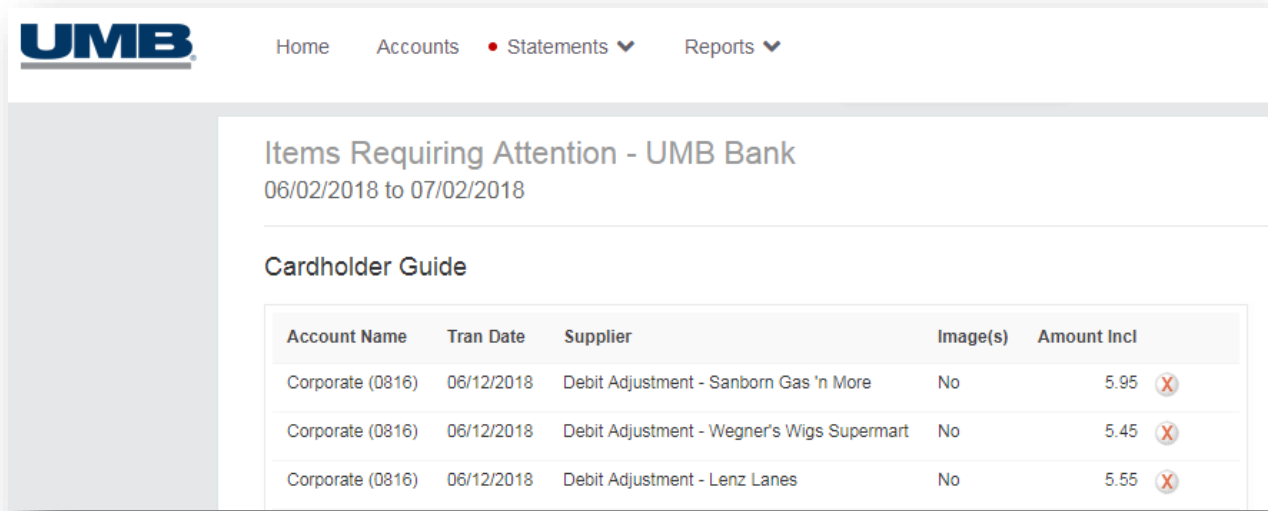 UMB®
Home Accounts • Statements Reports
Items Requiring Attention - UMB Bank
06/02/2018 to 07/02/2018
Cardholder Guide
Account Name Tran Date Supplier Image(s) Amount Incl
Corporate (0816) 06/12/2018 Debit Adjustment - Sanborn Gas 'n More No 5.95 X
Corporate (0816) 06/12/2018 Debit Adjustment - Wegner's Wigs Supermart No 5.45 X
Corporate (0816) 06/12/2018 Debit Adjustment - Lenz Lanes No 5.55 X